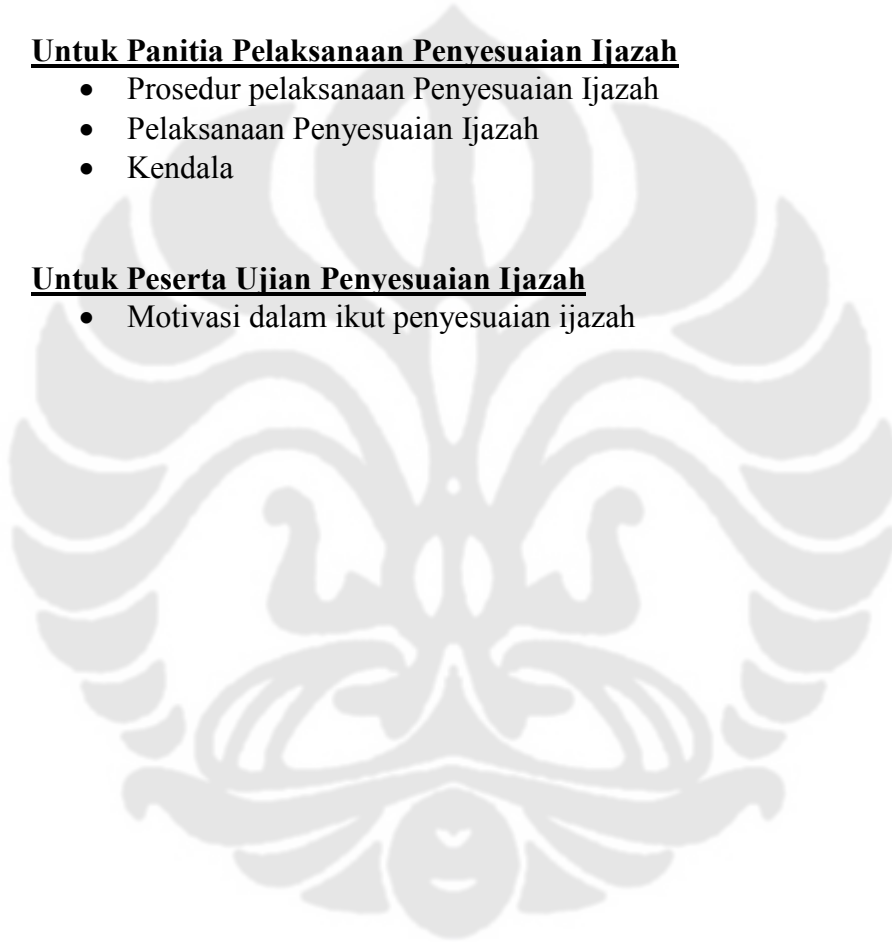 Untuk Panitia Pelaksanaan Penyesuaian Ijazah
• Prosedur pelaksanaan Penyesuaian Ijazah
• Pelaksanaan Penyesuaian Ijazah
• Kendala
Untuk Peserta Ujian Penyesuaian Ijazah
• Motivasi dalam ikut penyesuaian ijazah